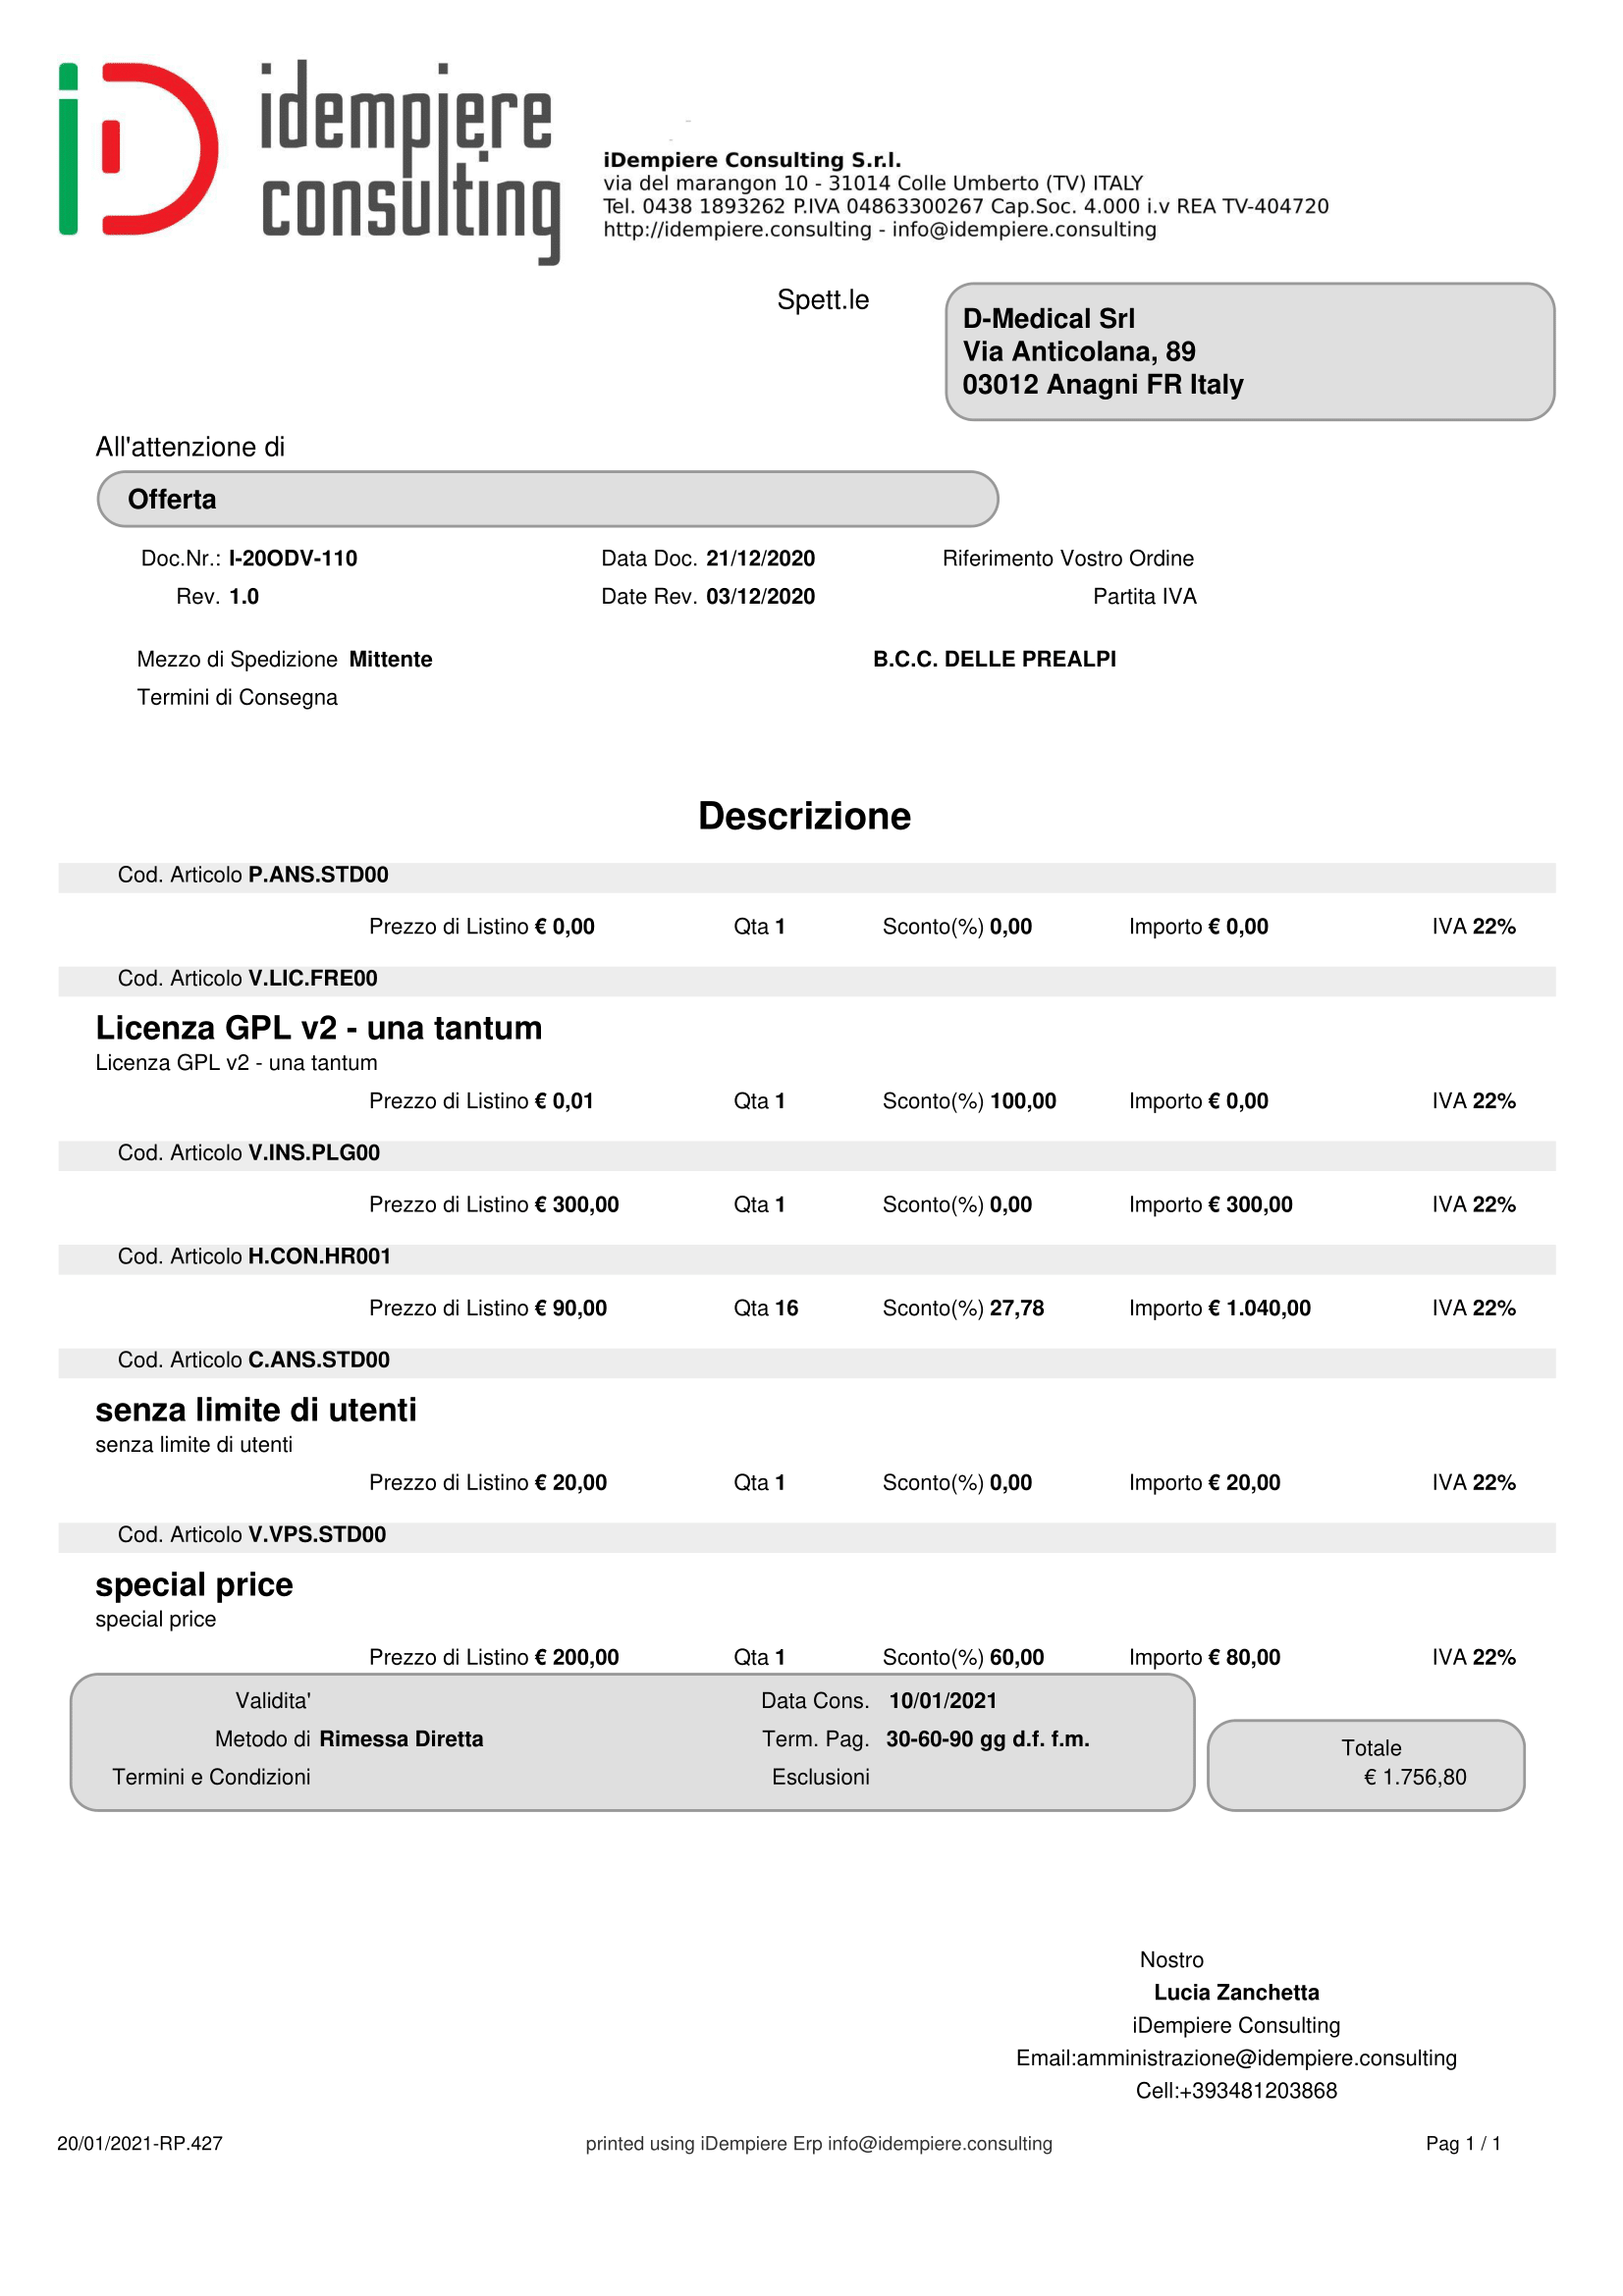 idempiere
consulting
iDempiere Consulting S.r.l.
via del marangon 10 - 31014 Colle Umberto (TV) ITALY
Tel. 0438 1893262 P.IVA 04863300267 Cap.Soc. 4.000 i.v REA TV-404720
http://idempiere.consulting - info@idempiere.consulting
Spett.le
D-Medical Srl
Via Anticolana, 89
03012 Anagni FR Italy
All'attenzione di
Offerta
Doc.Nr.: I-20ODV-110 Data Doc. 21/12/2020 Riferimento Vostro Ordine
Rev. 1.0 Date Rev. 03/12/2020 Partita IVA
Mezzo di Spedizione Mittente B.C.C. DELLE PREALPI
Termini di Consegna
Descrizione
Cod. Articolo P.ANS.STD00
Prezzo di Listino € 0,00 Qta 1 Sconto(%) 0,00 Importo € 0,00 IVA 22%
Cod. Articolo V.LIC.FRE00
Licenza GPL v2 - una tantum
Licenza GPL v2 - una tantum
Prezzo di Listino € 0,01 Qta 1 Sconto(%) 100,00 Importo € 0,00 IVA 22%
Cod. Articolo V.INS.PLG00
Prezzo di Listino € 300,00 Qta 1 Sconto(%) 0,00 Importo € 300,00 IVA 22%
Cod. Articolo H.CON.HR001
Prezzo di Listino € 90,00 Qta 16 Sconto(%) 27,78 Importo € 1.040,00 IVA 22%
Cod. Articolo C.ANS.STD00
senza limite di utenti
senza limite di utenti
Prezzo di Listino € 20,00 Qta 1 Sconto(%) 0,00 Importo € 20,00 IVA 22%
Cod. Articolo V.VPS.STD00
special price
special price
Prezzo di Listino € 200,00 Qta 1 Sconto(%) 60,00 Importo € 80,00 IVA 22%
Validita' Data Cons. 10/01/2021
Metodo di Rimessa Diretta Term. Pag. 30-60-90 gg d.f. f.m.
Termini e Condizioni Esclusioni
Totale
€ 1.756,80
Nostro
Lucia Zanchetta
iDempiere Consulting
Email:amministrazione@idempiere.consulting
Cell:+393481203868
20/01/2021-RP.427 printed using iDempiere Erp info@idempiere.consulting Pag 1 / 1